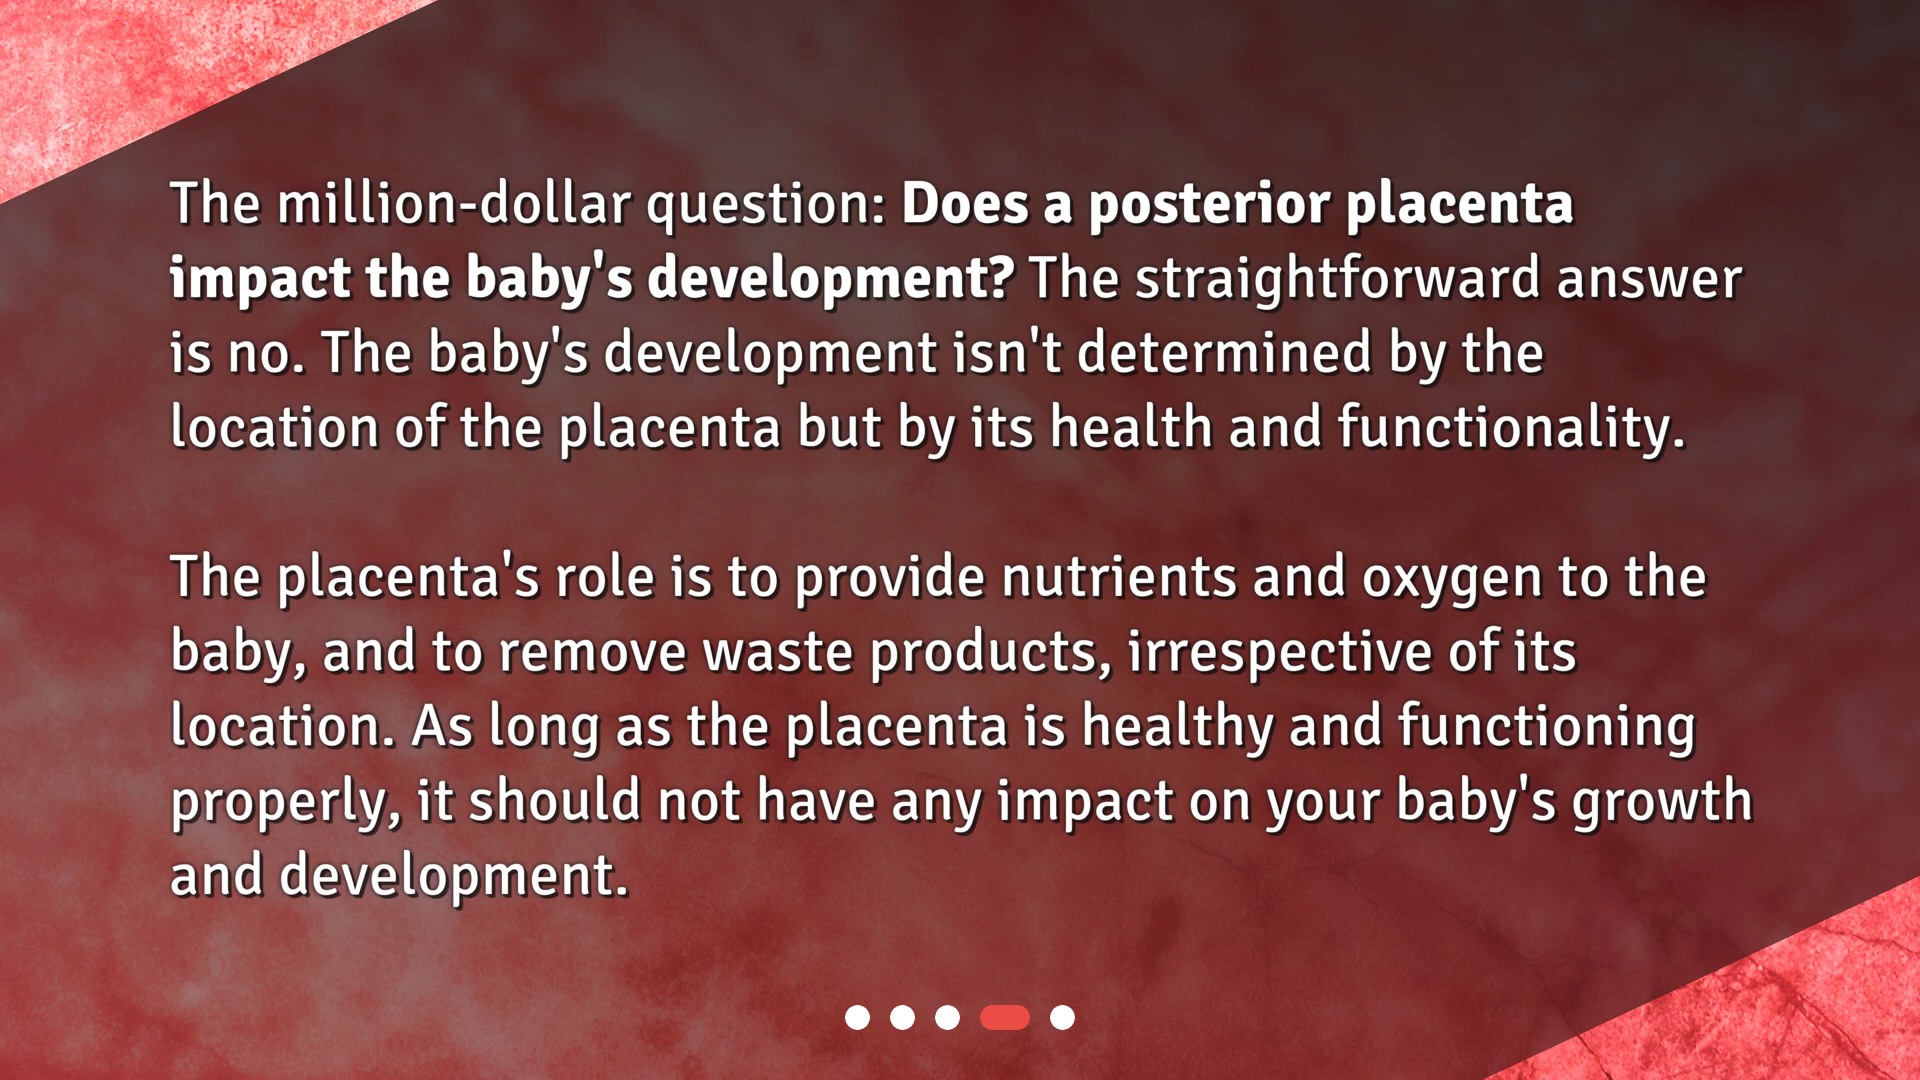 The million-dollar question: Does a posterior placenta
impact the baby's development? The straightforward answer
is no. The baby's development isn't determined by the
location of the placenta but by its health and functionality.
The placenta's role is to provide nutrients and oxygen to the
baby, and to remove waste products, irrespective of its
location. As long as the placenta is healthy and functioning
properly, it should not have any impact on your baby's growth
and development.